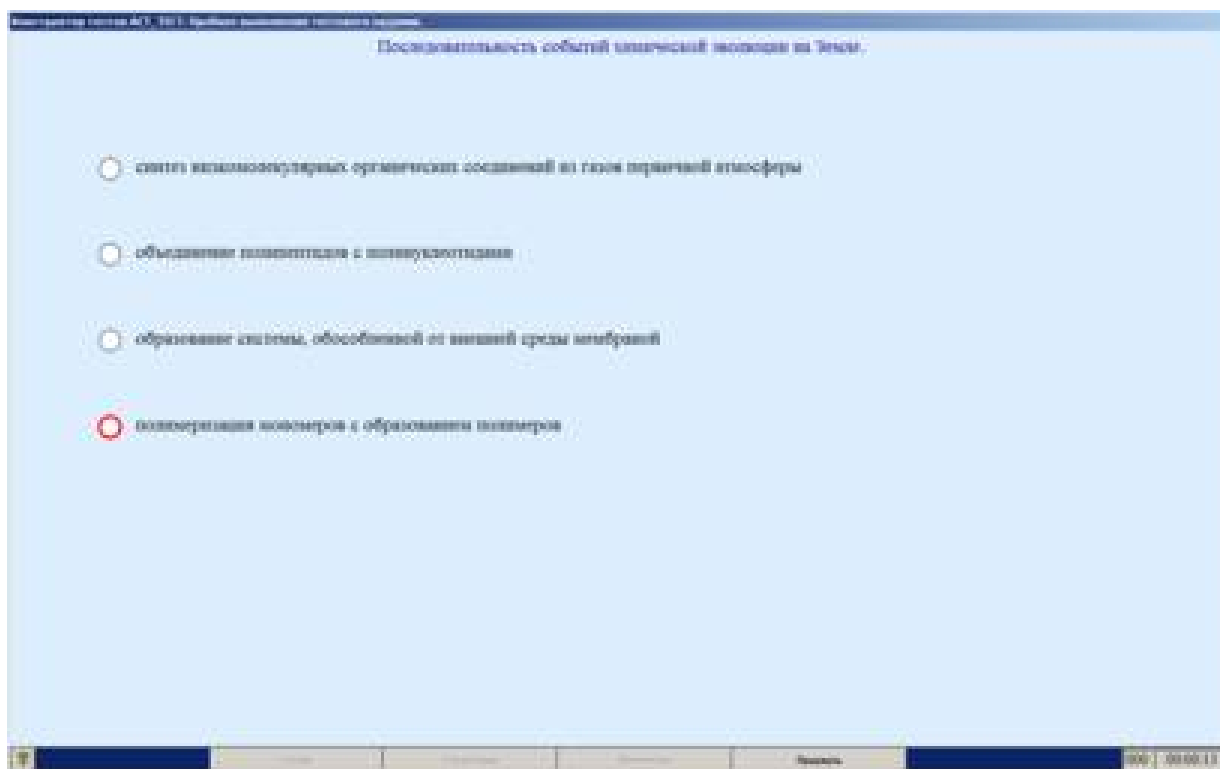 Последовательность событий химической эволюции на Земле.
синтез низкомолекулярных органических соединений из газов первичной атмосферы
объединение полипептидов с полинуклеотидами
образование системы, обособленной от внешней среды мембраной
полимеризация мономеров с образованием полимеров